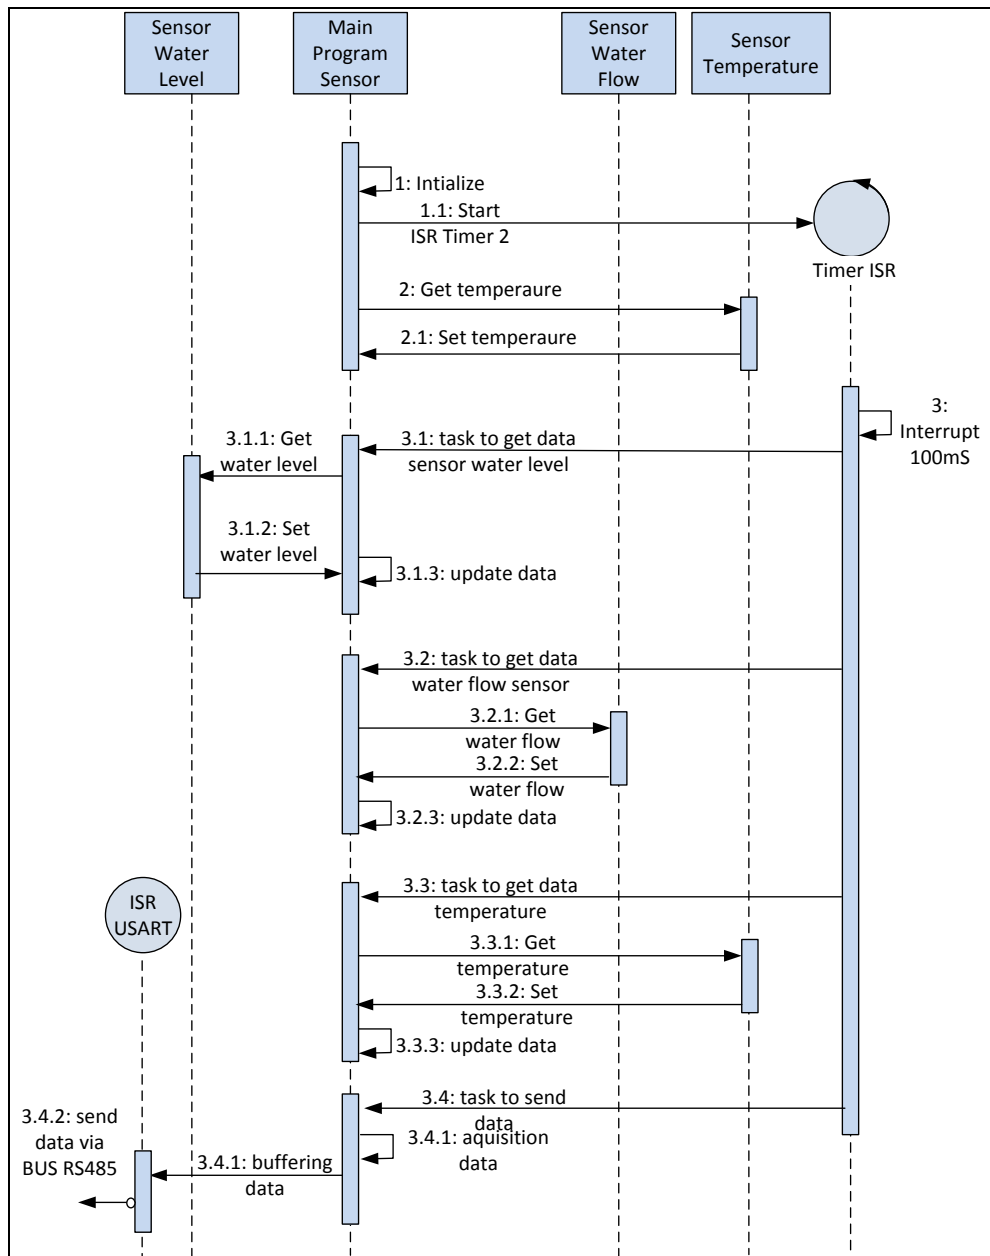 Sensor
Water
Level
Main
Program
Sensor
Sensor
Water
Flow
Sensor
Temperature
1: Intialize
1.1: Start
ISR Timer 2
Timer ISR
2: Get temperaure
2.1: Set temperaure
3:
Interrupt
100mS
3.1: task to get data
sensor water level
3.1.1: Get
water level
3.1.2: Set
water level
3.1.3: update data
3.2: task to get data
water flow sensor
3.2.1: Get
water flow
3.2.2: Set
water flow
3.2.3: update data
ISR
USART
3.3: task to get data
temperature
3.3.1: Get
temperature
3.3.2: Set
temperature
3.3.3: update data
3.4: task to send
data
3.4.1: aquisition
data
3.4.1: buffering
data
3.4.2: send
data via
BUS RS485